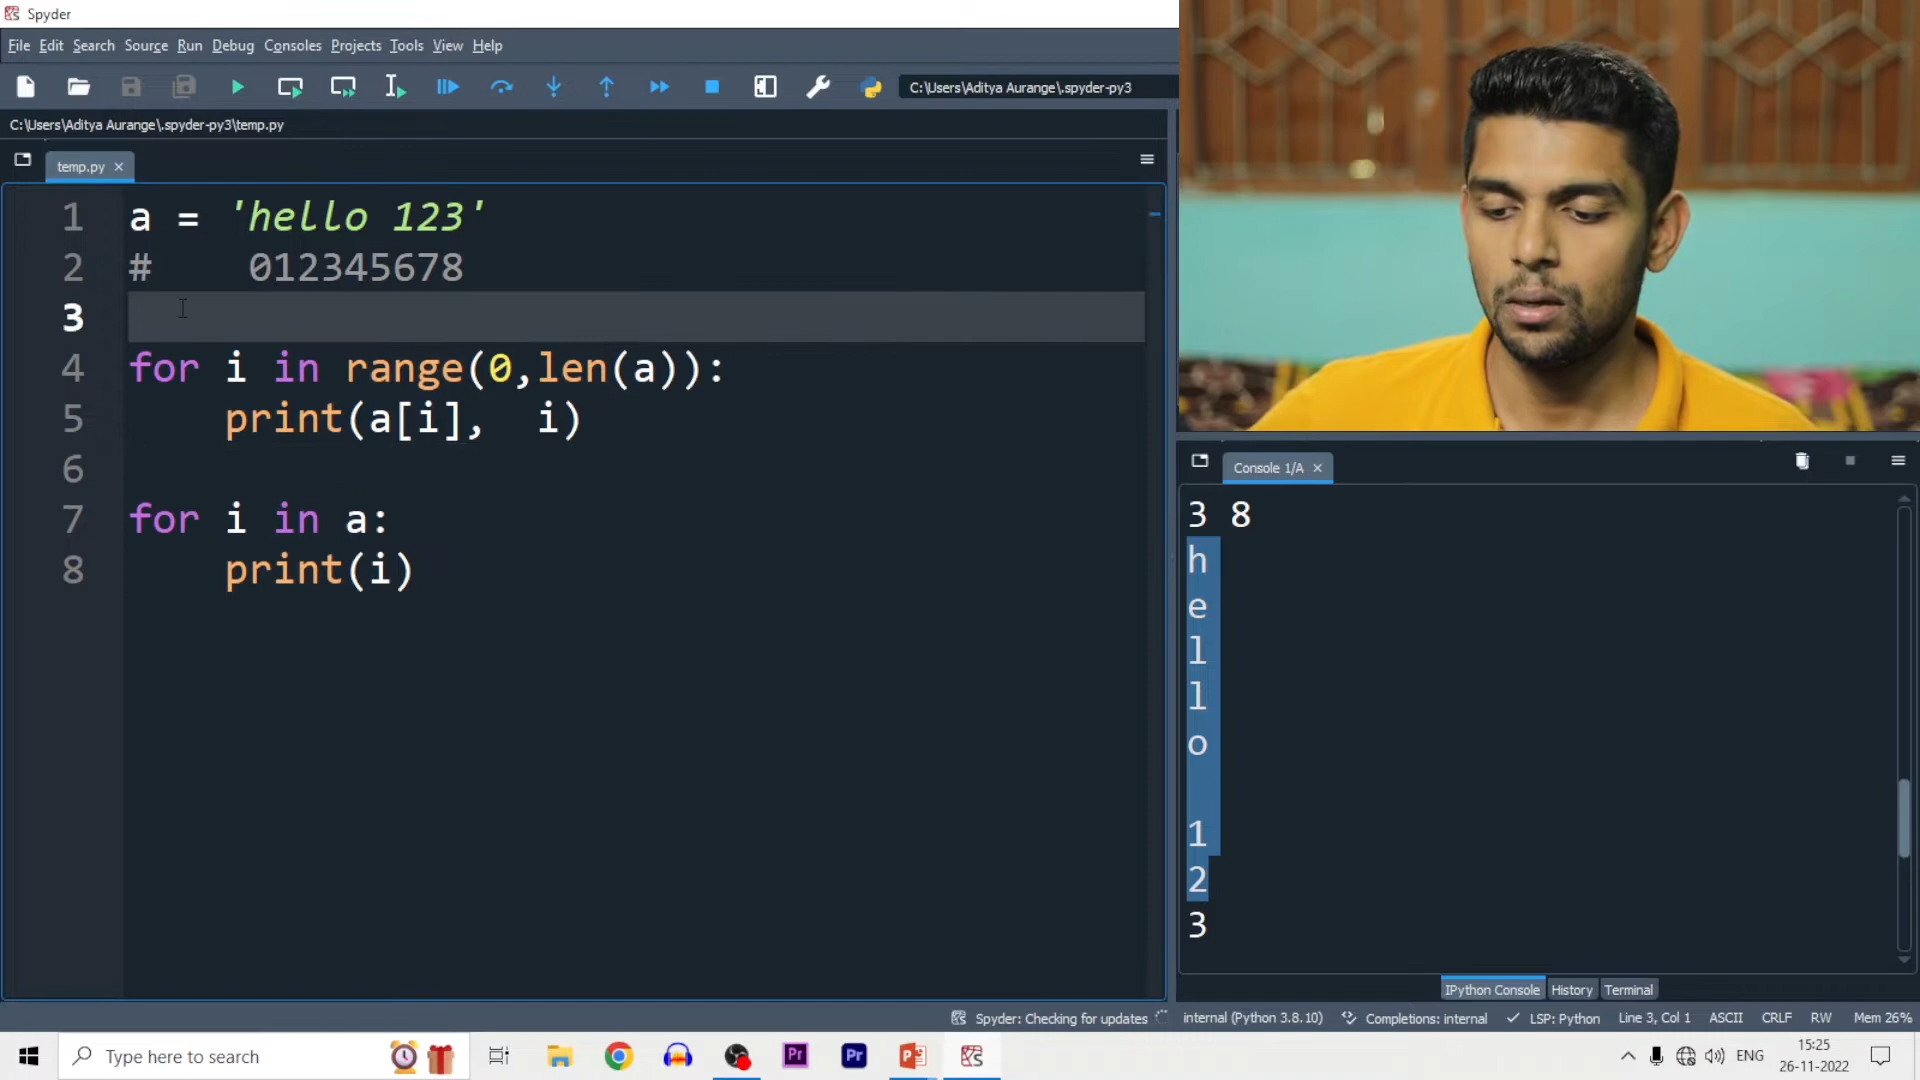 Spyder
File Edit Search Source Run Debug Consoles Projects Tools View Help
C:\Users\Aditya Aurange\.spyder-py3
C:\Users\Aditya Aurange\.spyder-py3\temp.py
temp.py
1 a = 'hello 123'
2 # 012345678
3
4 for i in range(0,len(a)):
5 print(a[i], i)
6
7 for i in a:
8 print(i)
Console 1/A
3 8
h
e
l
l
o
1
2
3
IPython Console History Terminal
Spyder: Checking for updates internal (Python 3.8.10) Completions: internal LSP: Python Line 3, Col 1 ASCII CRLF RW Mem 26%
Type here to search
Pr Pr
ENG
15:25
26-11-2022